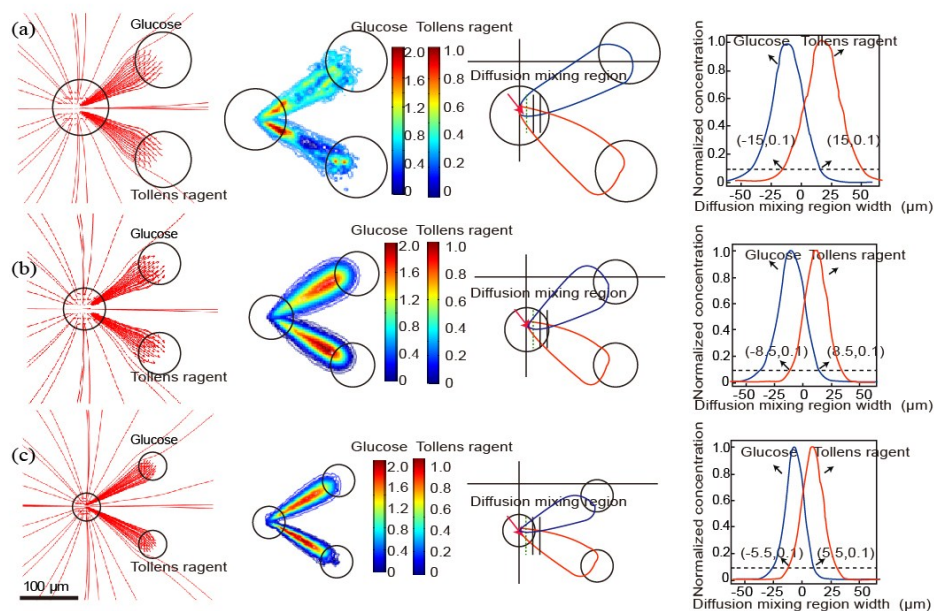 (a)
Glucose
Tollens ragent
Glucose Tollens ragent
2.0 1.0
1.6 0.8
1.2 0.6
0.8 0.4
0.4 0.2
0 0
Diffusion mixing region
Normalized concentration
1.0
0.8
0.6
0.4
0.2
Glucose Tollens ragent
(-15,0.1) (15,0.1)
-50 -25 0 25 50
Diffusion mixing region width (μm)
(b)
Glucose
Tollens ragent
Glucose Tollens ragent
2.0 1.0
1.6 0.8
1.2 0.6
0.8 0.4
0.4 0.2
0 0
Diffusion mixing region
Normalized concentration
1.0
0.8
0.6
0.4
0.2
0
Glucose Tollens ragent
(-8.5,0.1) (8.5,0.1)
-50 -25 0 25 50
Diffusion mixing region width (μm)
(c)
Glucose
Tollens ragent
100 μm
Glucose Tollens ragent
2.0 1.0
1.6 0.8
1.2 0.6
0.8 0.4
0.4 0.2
0 0
Diffusion mixing region
Normalized concentration
1.0
0.8
0.6
0.4
0.2
0
Glucose Tollens ragent
(-5.5,0.1) (5.5,0.1)
-50 -25 0 25 50
Diffusion mixing region width (μm)